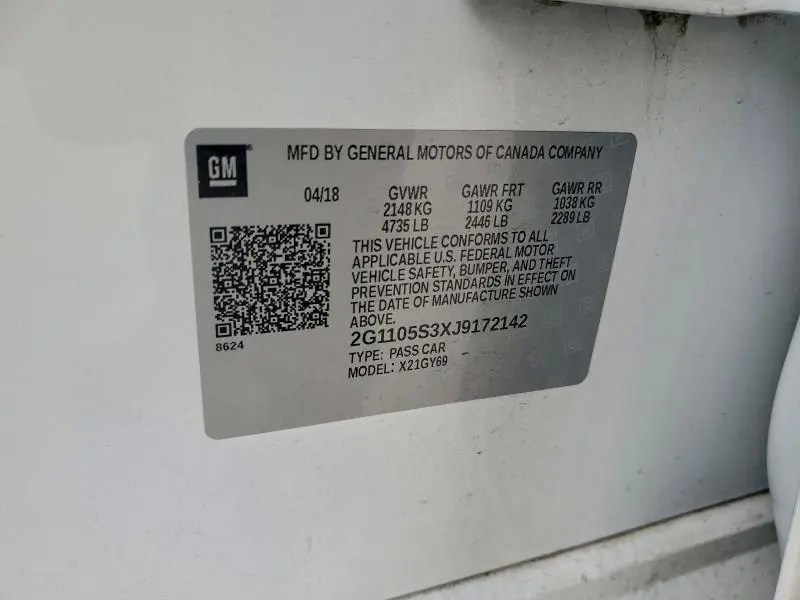 GM
MFD BY GENERAL MOTORS OF CANADA COMPANY
04/18 GVWR GAWR FRT GAWR RR
2148 KG 1109 KG 1038 KG
4735 LB 2446 LB 2289 LB
THIS VEHICLE CONFORMS TO ALL
APPLICABLE U.S. FEDERAL MOTOR
VEHICLE SAFETY, BUMPER, AND THEFT
PREVENTION STANDARDS IN EFFECT ON
THE DATE OF MANUFACTURE SHOWN
ABOVE.
8624
2G1105S3XJ9172142
TYPE: PASS CAR
MODEL: X21GY69